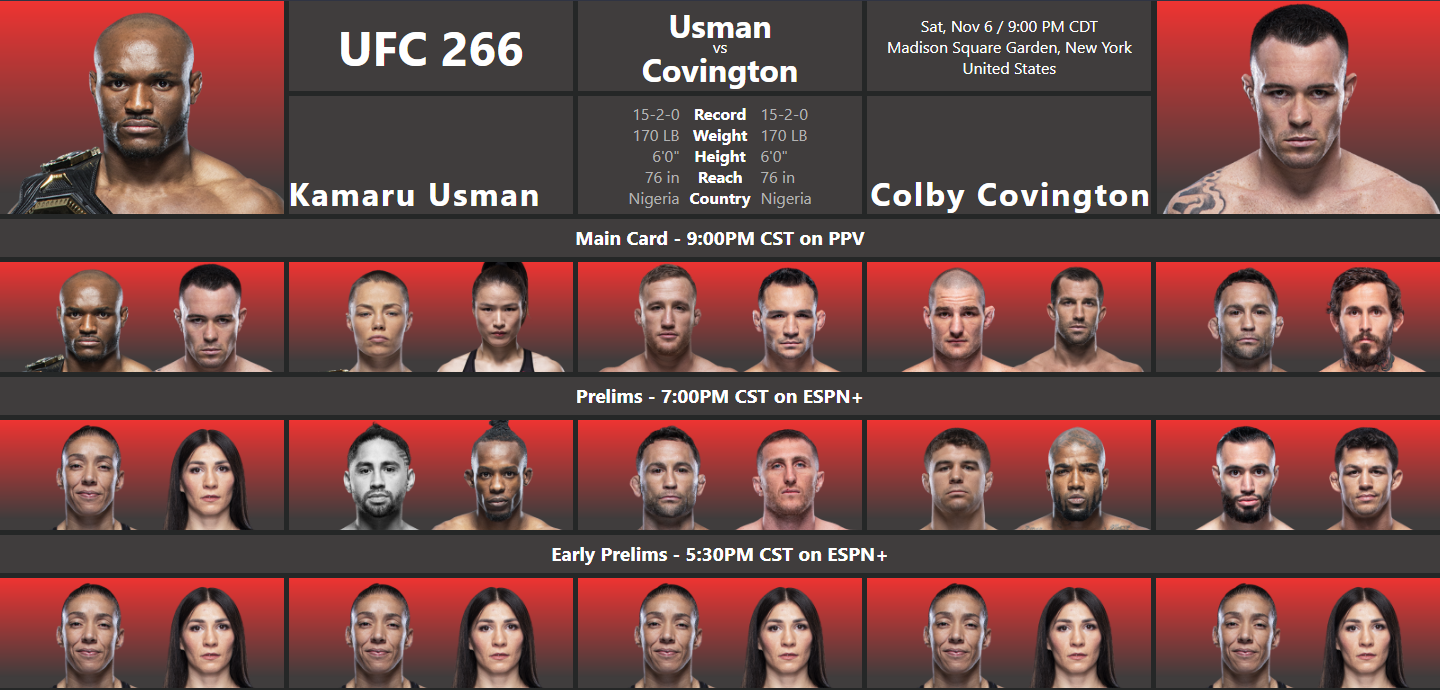 UFC 266
Usman
vs
Covington
Sat, Nov 6 / 9:00 PM CDT
Madison Square Garden, New York
United States
Kamaru Usman
15-2-0 Record 15-2-0
170 LB Weight 170 LB
6'0" Height 6'0"
76 in Reach 76 in
Nigeria Country Nigeria
Colby Covington
Main Card - 9:00PM CST on PPV
Prelims - 7:00PM CST on ESPN+
Early Prelims - 5:30PM CST on ESPN+